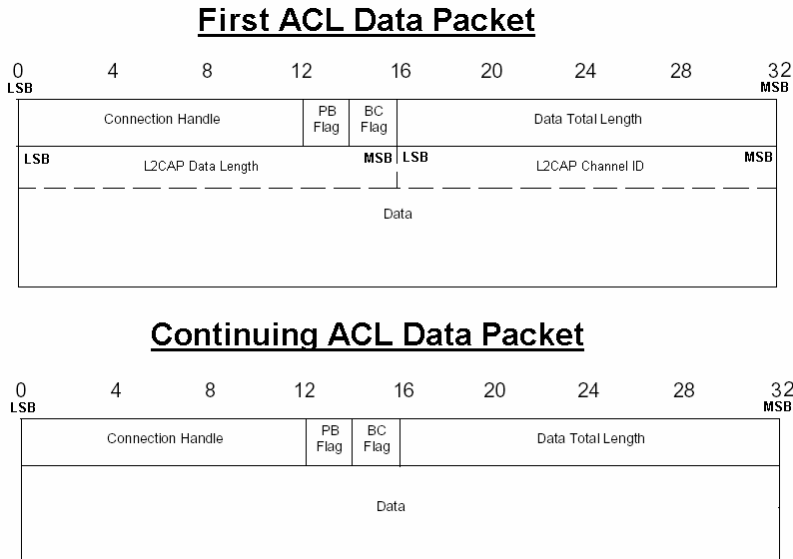 First ACL Data Packet
0 4 8 12 16 20 24 28 32
LSB MSB
Connection Handle PB Flag BC Flag Data Total Length
LSB L2CAP Data Length MSB LSB L2CAP Channel ID MSB
Data
Continuing ACL Data Packet
0 4 8 12 16 20 24 28 32
LSB MSB
Connection Handle PB Flag BC Flag Data Total Length
Data